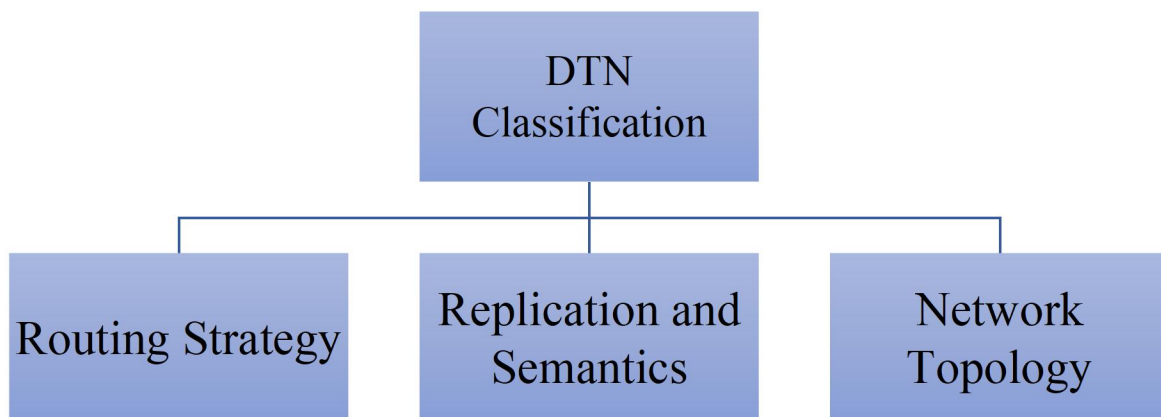 DTN
Classification
Routing Strategy
Replication and
Semantics
Network
Topology